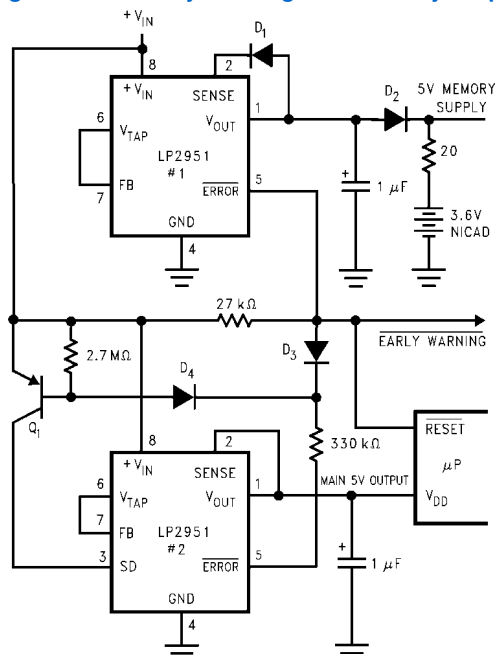 +VIN
D1
8
2
+VIN
SENSE
D2
5V MEMORY
SUPPLY
6
VTAP
VOUT
1
LP2951
#1
20
7
FB
ERROR
5
+
1 μF
3.6V
NICAD
GND
4
27 kΩ
EARLY WARNING
2.7MΩ
D4
D3
Q1
8
2
330 kΩ
RESET
μP
+VIN
SENSE
6
VTAP
VOUT
1
MAIN 5V OUTPUT
VDD
7
FB
LP2951
#2
3
SD
ERROR
5
+
1 μF
GND
4